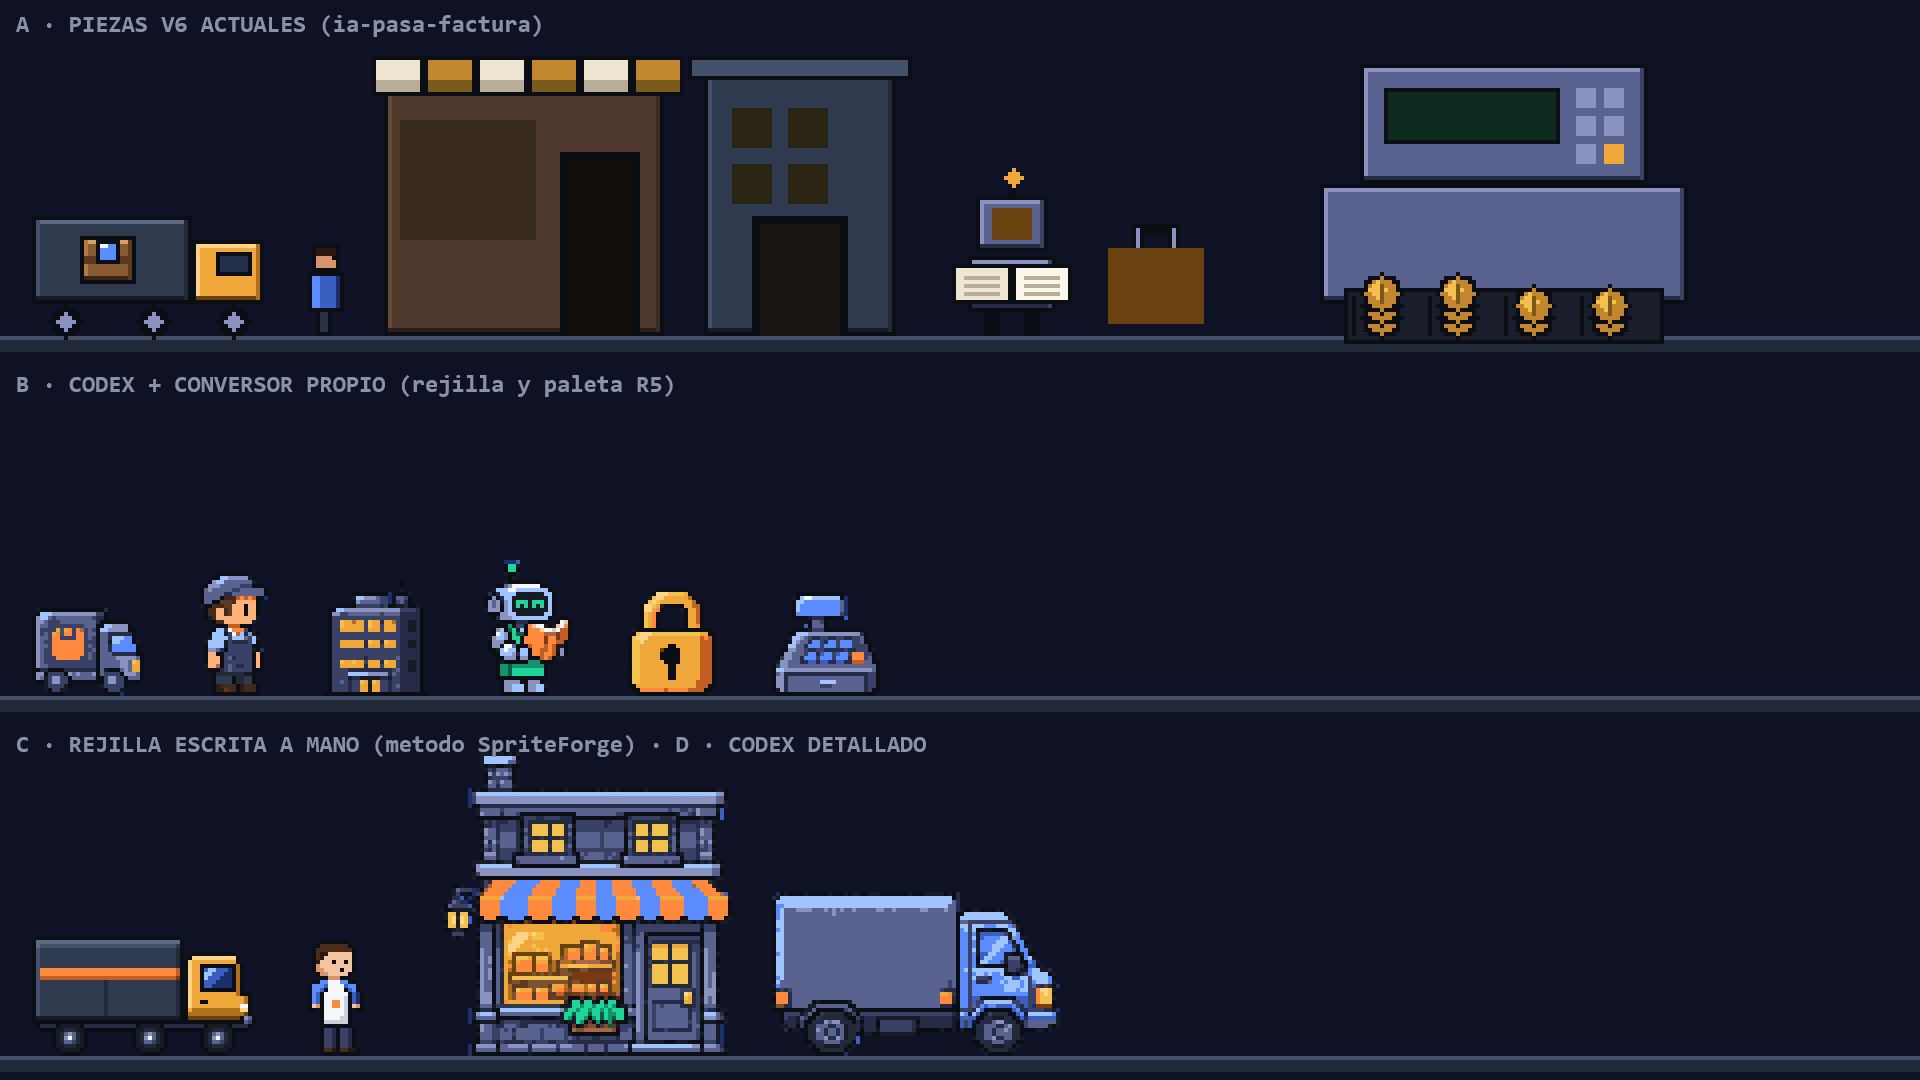 A · PIEZAS V6 ACTUALES (ia-pasa-factura)
B · CODEX + CONVERSOR PROPIO (rejilla y paleta R5)
C · REJILLA ESCRITA A MANO (metodo SpriteForge) · D · CODEX DETALLADO